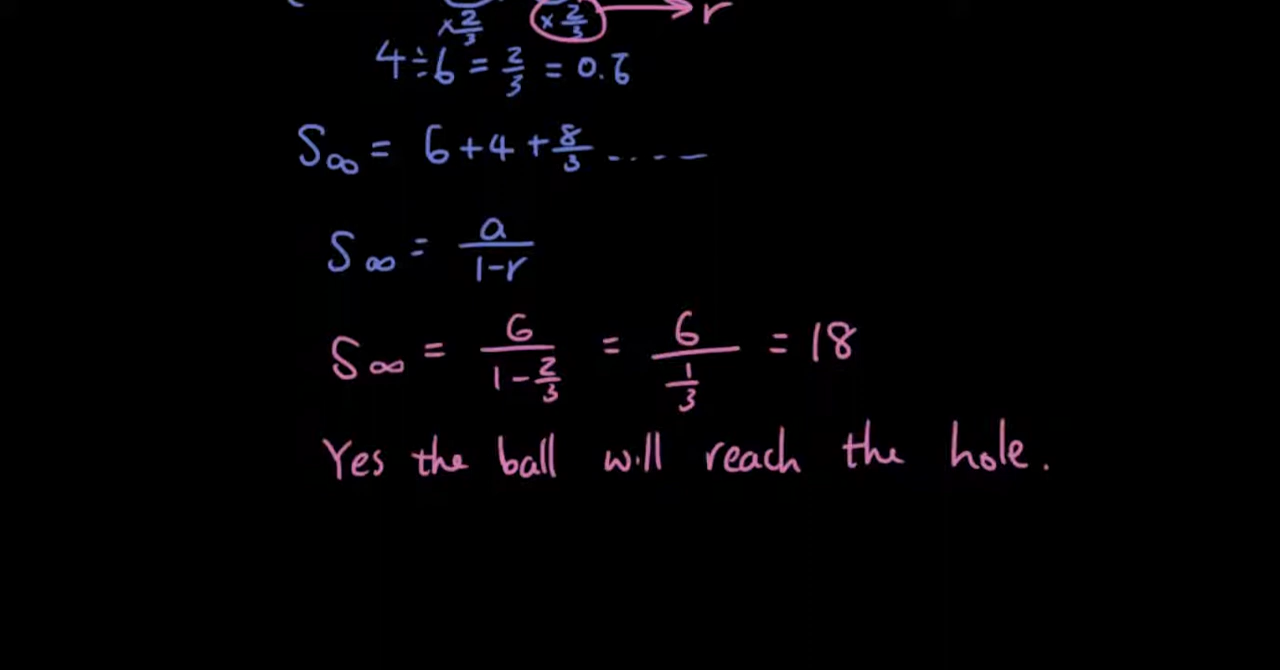 ×2/3 ×2/3 → r
4÷6 = 2/3 = 0.6̄
S∞ = 6+4+8/3 .....
S∞ = a/1-r
S∞ = 6/1-2/3 = 6/1/3 = 18
Yes the ball will reach the hole.